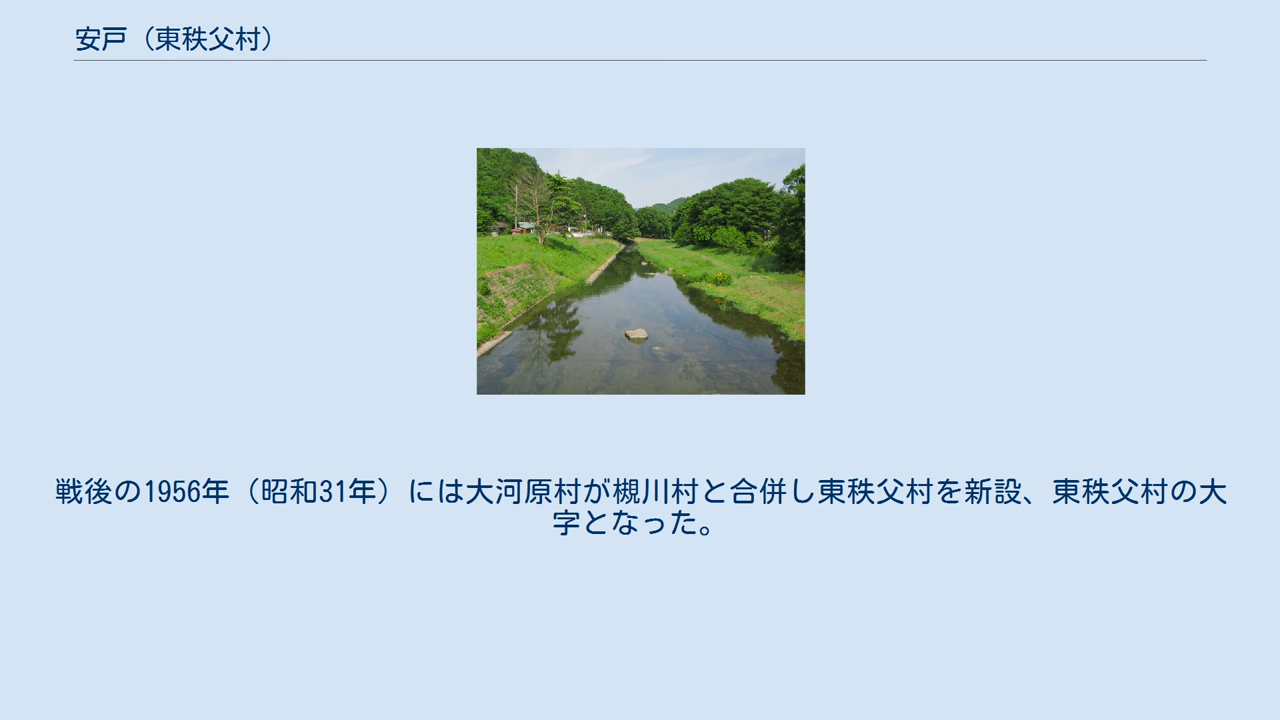 安戸（東秩父村）
戦後の1956年（昭和31年）には大河原村が槻川村と合併し東秩父村を新設、東秩父村の大
字となった。